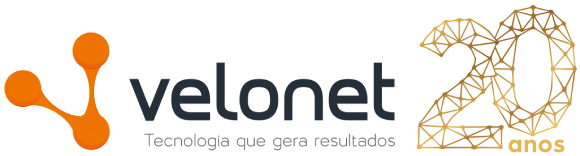 velonet
Tecnologia que gera resultados
20
anos